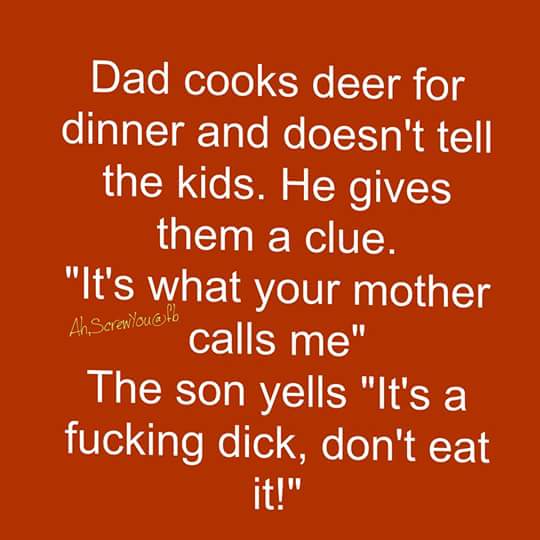 Dad cooks deer for
dinner and doesn't tell
the kids. He gives
them a clue.
"It's what your mother
Ah,ScrewYou@fb
calls me"
The son yells "It's a
fucking dick, don't eat
it!"